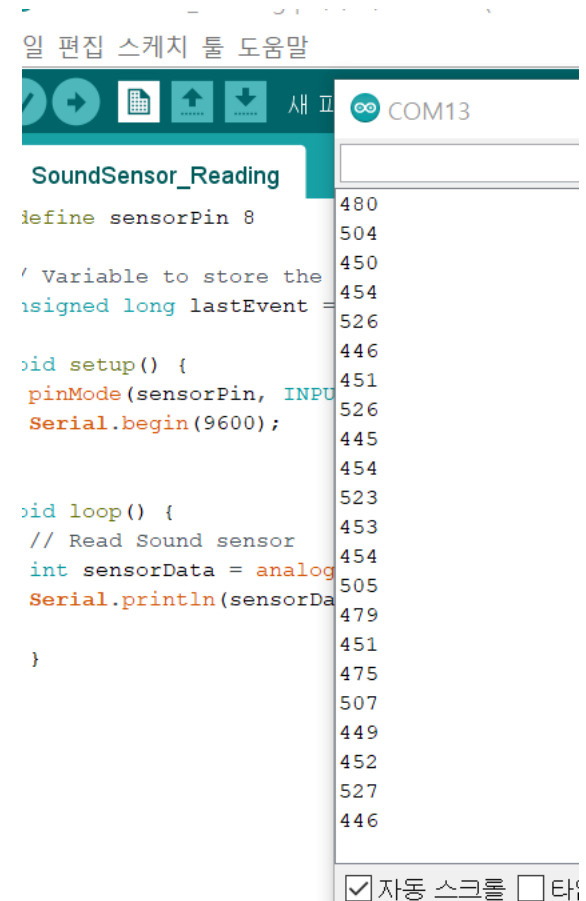 일 편집 스케치 툴 도움말
새 파
COM13
SoundSensor_Reading
define sensorPin 8
/ Variable to store the
nsigned long lastEvent =
oid setup() {
pinMode(sensorPin, INPU
Serial.begin(9600);
oid loop() {
// Read Sound sensor
int sensorData = analog
Serial.println(sensorDa
}
480
504
450
454
526
446
451
526
445
454
523
453
454
505
479
451
475
507
449
452
527
446
자동 스크롤